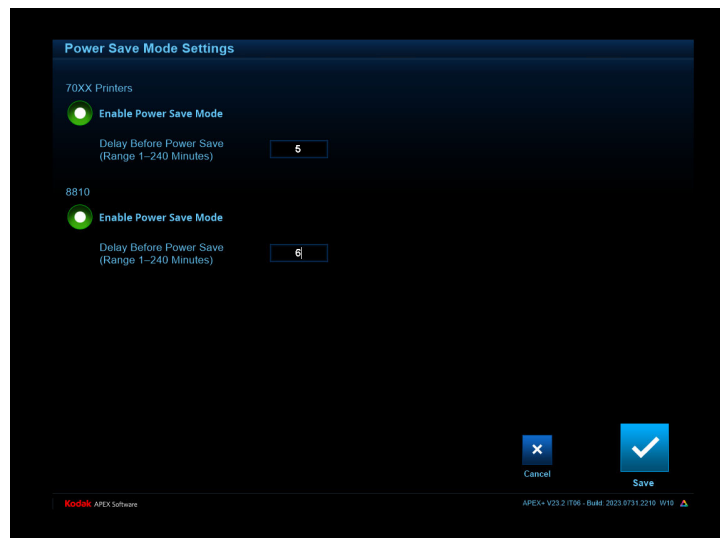 Power Save Mode Settings
70XX Printers
Enable Power Save Mode
Delay Before Power Save
(Range 1–240 Minutes)
5
8810
Enable Power Save Mode
Delay Before Power Save
(Range 1–240 Minutes)
6
Cancel
Save
Kodak APEX Software
APEX+ V23.2 IT06 - Build: 2023.0731.2210 W10